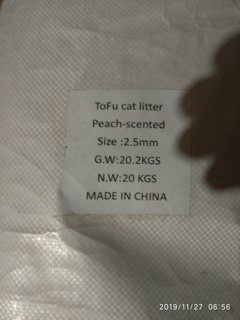 ToFu cat litter
Peach-scented
Size :2.5mm
G.W:20.2KGS
N.W:20 KGS
MADE IN CHINA
2019/11/27 06:56